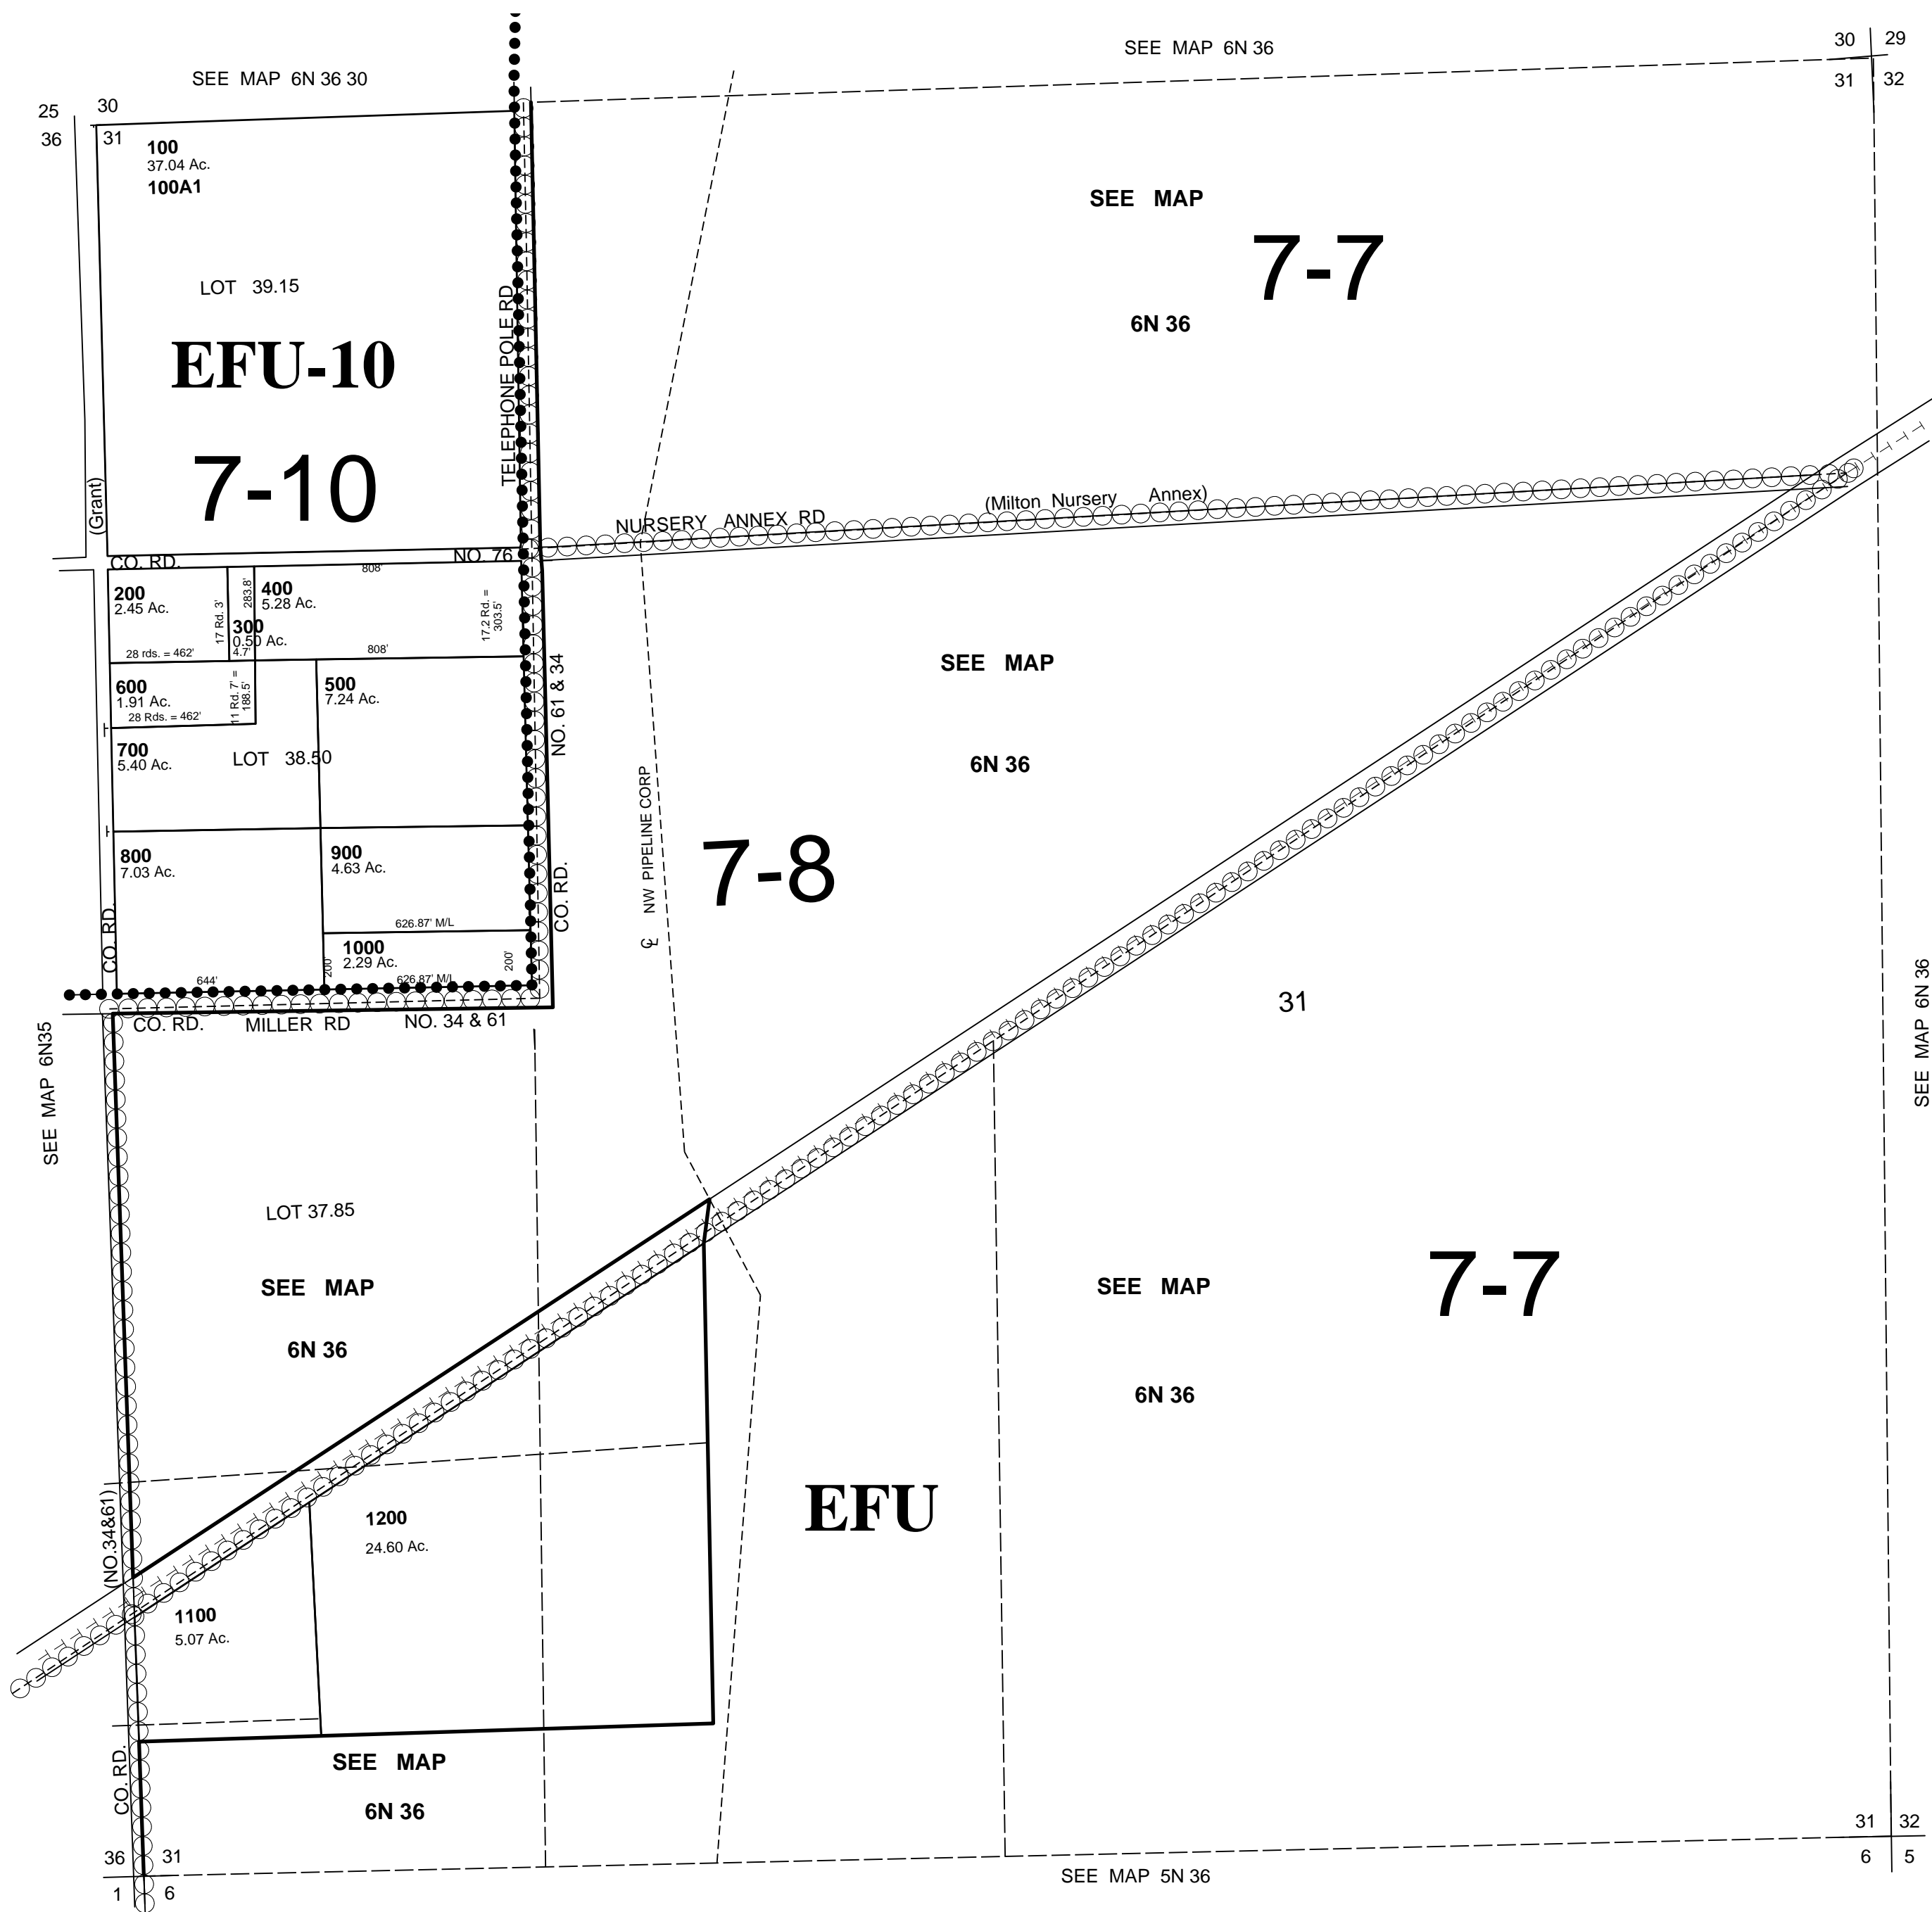 SEE MAP 6N 36
30 29
31 32
SEE MAP 6N 36 30
25 30
36 31
100
37.04 Ac.
100A1
LOT 39.15
EFU-10
7-10
(Grant)
TELEPHONE POLE RD
SEE MAP
7-7
6N 36
NURSERY ANNEX RD
(Milton Nursery Annex)
CO. RD.
NO. 76
808'
200
2.45 Ac.
17 Rd. 3'
283.8'
400
5.28 Ac.
300
0.50 Ac.
17.2 Rd. =
303.5'
28 rds. = 462'
4.7'
808'
600
1.91 Ac.
28 Rds. = 462'
11 Rd. 7' =
188.5'
500
7.24 Ac.
700
5.40 Ac.
LOT 38.50
NO. 61 & 34
CO. RD.
SEE MAP
6N 36
7-8
NW PIPELINE CORP
800
7.03 Ac.
900
4.63 Ac.
626.87' M/L
1000
2.29 Ac.
200'
200'
644'
626.87' M/L
CO. RD.
CO. RD. MILLER RD NO. 34 & 61
SEE MAP 6N35
31
SEE MAP 6N 36
LOT 37.85
SEE MAP
6N 36
SEE MAP
7-7
6N 36
EFU
(NO.34&61)
1200
24.60 Ac.
1100
5.07 Ac.
CO. RD.
SEE MAP
6N 36
36 31
1 6
31 32
6 5
SEE MAP 5N 36